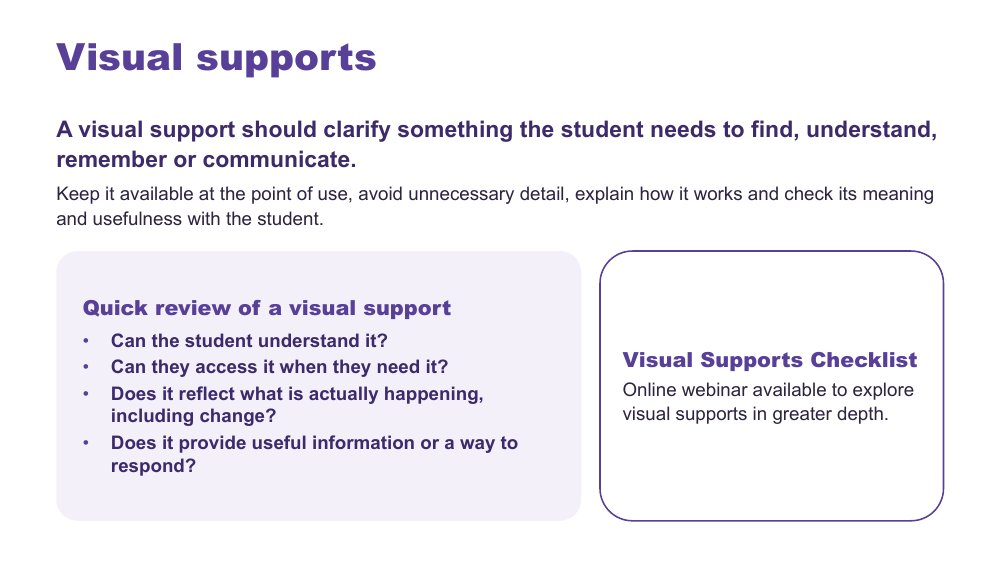 Visual supports
A visual support should clarify something the student needs to find, understand,
remember or communicate.
Keep it available at the point of use, avoid unnecessary detail, explain how it works and check its meaning
and usefulness with the student.
Quick review of a visual support
• Can the student understand it?
• Can they access it when they need it?
• Does it reflect what is actually happening,
including change?
• Does it provide useful information or a way to
respond?
Visual Supports Checklist
Online webinar available to explore
visual supports in greater depth.